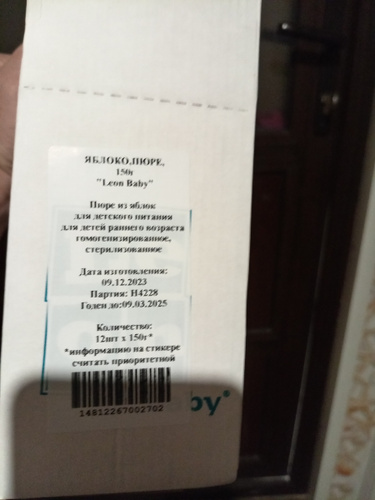 ЯБЛОКО,ПЮРЕ,
150г
"Leon Baby"
Пюре из яблок
для детского питания
для детей раннего возраста
гомогенизированное,
стерилизованное
Дата изготовления:
09.12.2023
Партия: H4228
Годен до:09.03.2025
Количество:
12шт х 150г*
*информацию на стикере
считать приоритетной
14812267002702
by